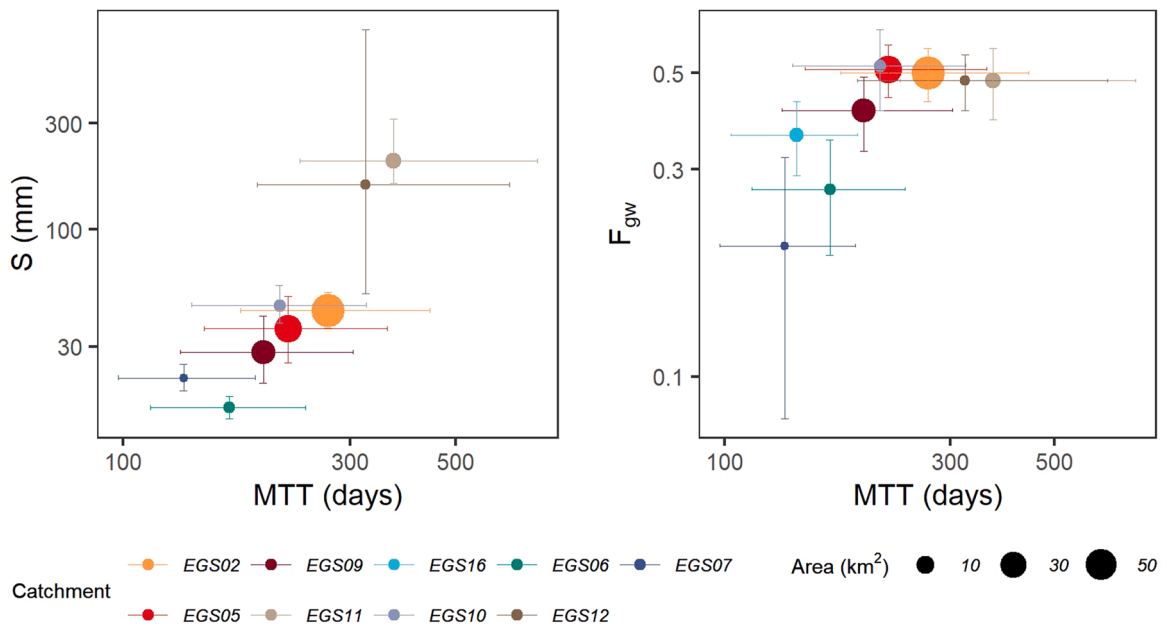 300
100
30
S (mm)
100 300 500
MTT (days)
0.5
0.3
0.1
Fgw
100 300 500
MTT (days)
Catchment
EGS02 EGS09 EGS16 EGS06 EGS07
EGS05 EGS11 EGS10 EGS12
Area (km²) 10 30 50